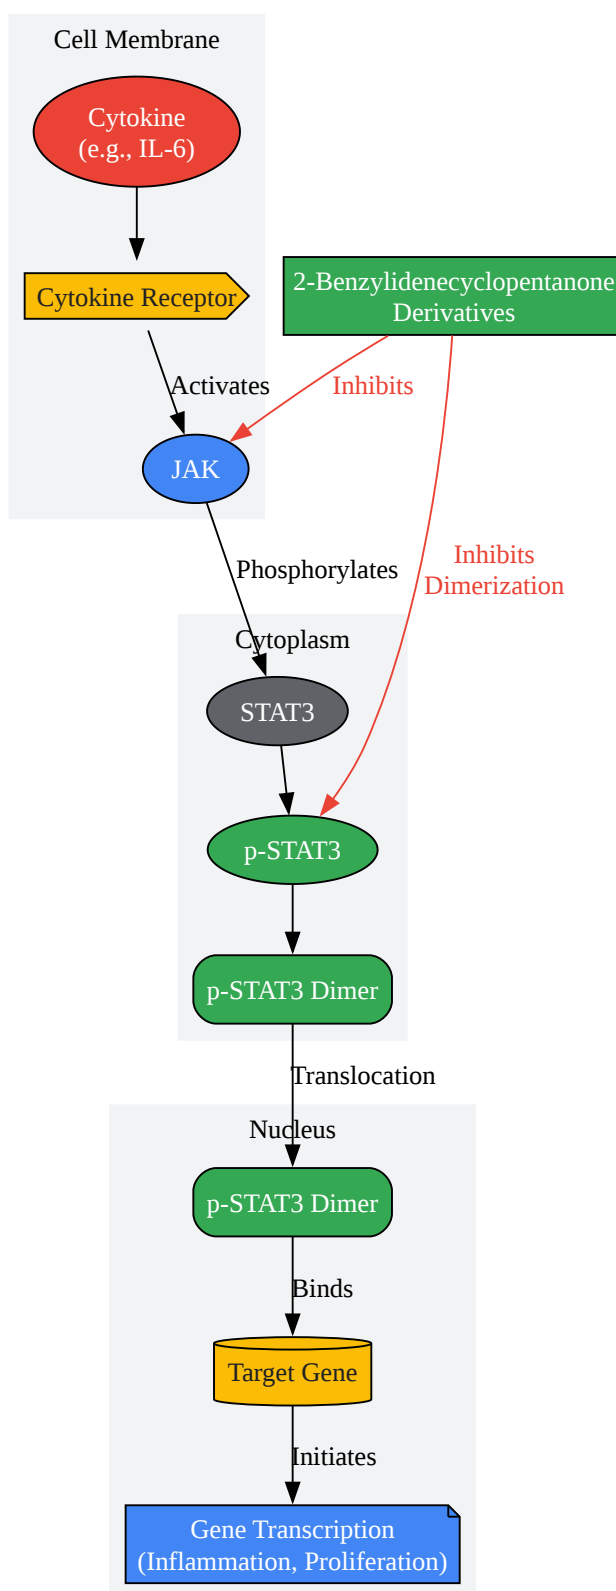 Cell Membrane
Cytokine
(e.g., IL-6)
Cytokine Receptor
2-Benzylidenecyclopentanone
Derivatives
Activates
Inhibits
JAK
Phosphorylates
Inhibits
Dimerization
Cytoplasm
STAT3
p-STAT3
p-STAT3 Dimer
Translocation
Nucleus
p-STAT3 Dimer
Binds
Target Gene
Initiates
Gene Transcription
(Inflammation, Proliferation)